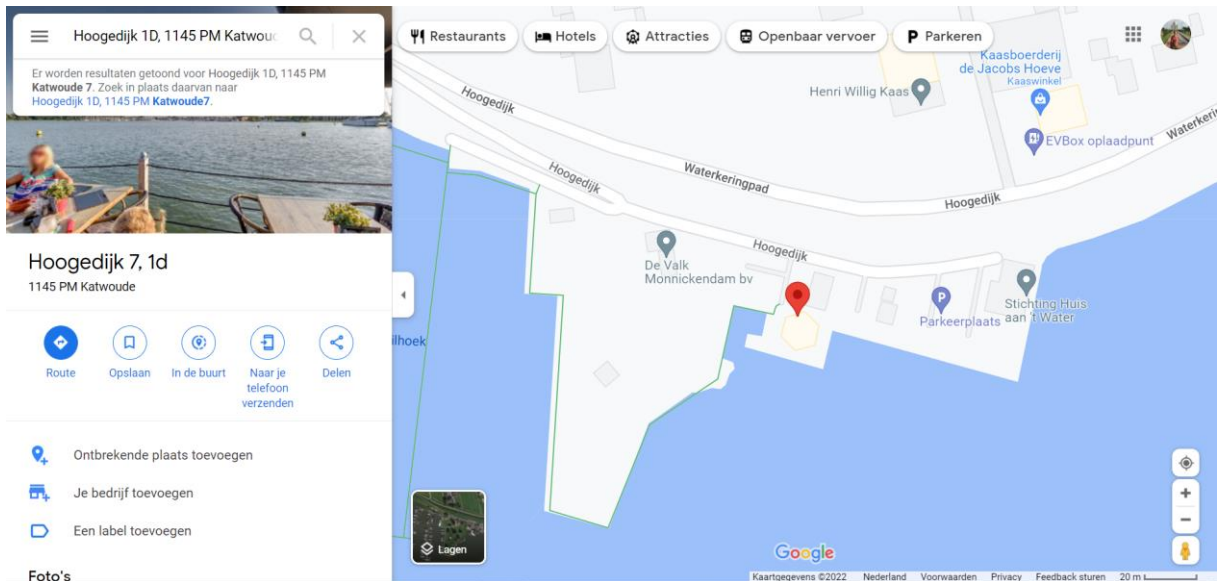 Hoogedijk 1D, 1145 PM Katwou
Er worden resultaten getoond voor Hoogedijk 1D, 1145 PM
Katwoude 7. Zoek in plaats daarvan naar
Hoogedijk 1D, 1145 PM Katwoude7.
Hoogedijk 7, 1d
1145 PM Katwoude
Route
Opslaan
In de buurt
Naar je
telefoon
verzenden
Delen
Ontbrekende plaats toevoegen
Je bedrijf toevoegen
Een label toevoegen
Foto's
Restaurants
Hotels
Attracties
Openbaar vervoer
P Parkeren
Kaasboerderij
de Jacobs Hoeve
Kaaswinkel
Henri Willig Kaas
Hoogedijk
EVBox oplaadpunt
Waterkeri
Hoogedijk
Waterkeringpad
Hoogedijk
Hoogedijk
De Valk
Monnickendam bv
P
Parkeerplaats
Stichting Huis
aan 't Water
ilhoek
Lagen
Google
Kaartgegevens ©2022
Nederland
Voorwaarden
Privacy
Feedback sturen
20 m